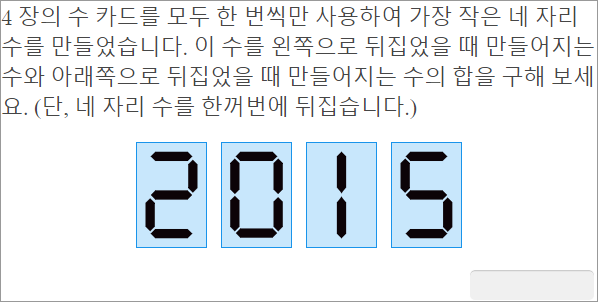 4 장의 수 카드를 모두 한 번씩만 사용하여 가장 작은 네 자리
수를 만들었습니다. 이 수를 왼쪽으로 뒤집었을 때 만들어지는
수와 아래쪽으로 뒤집었을 때 만들어지는 수의 합을 구해 보세
요. (단, 네 자리 수를 한꺼번에 뒤집습니다.)
2 0 1 5